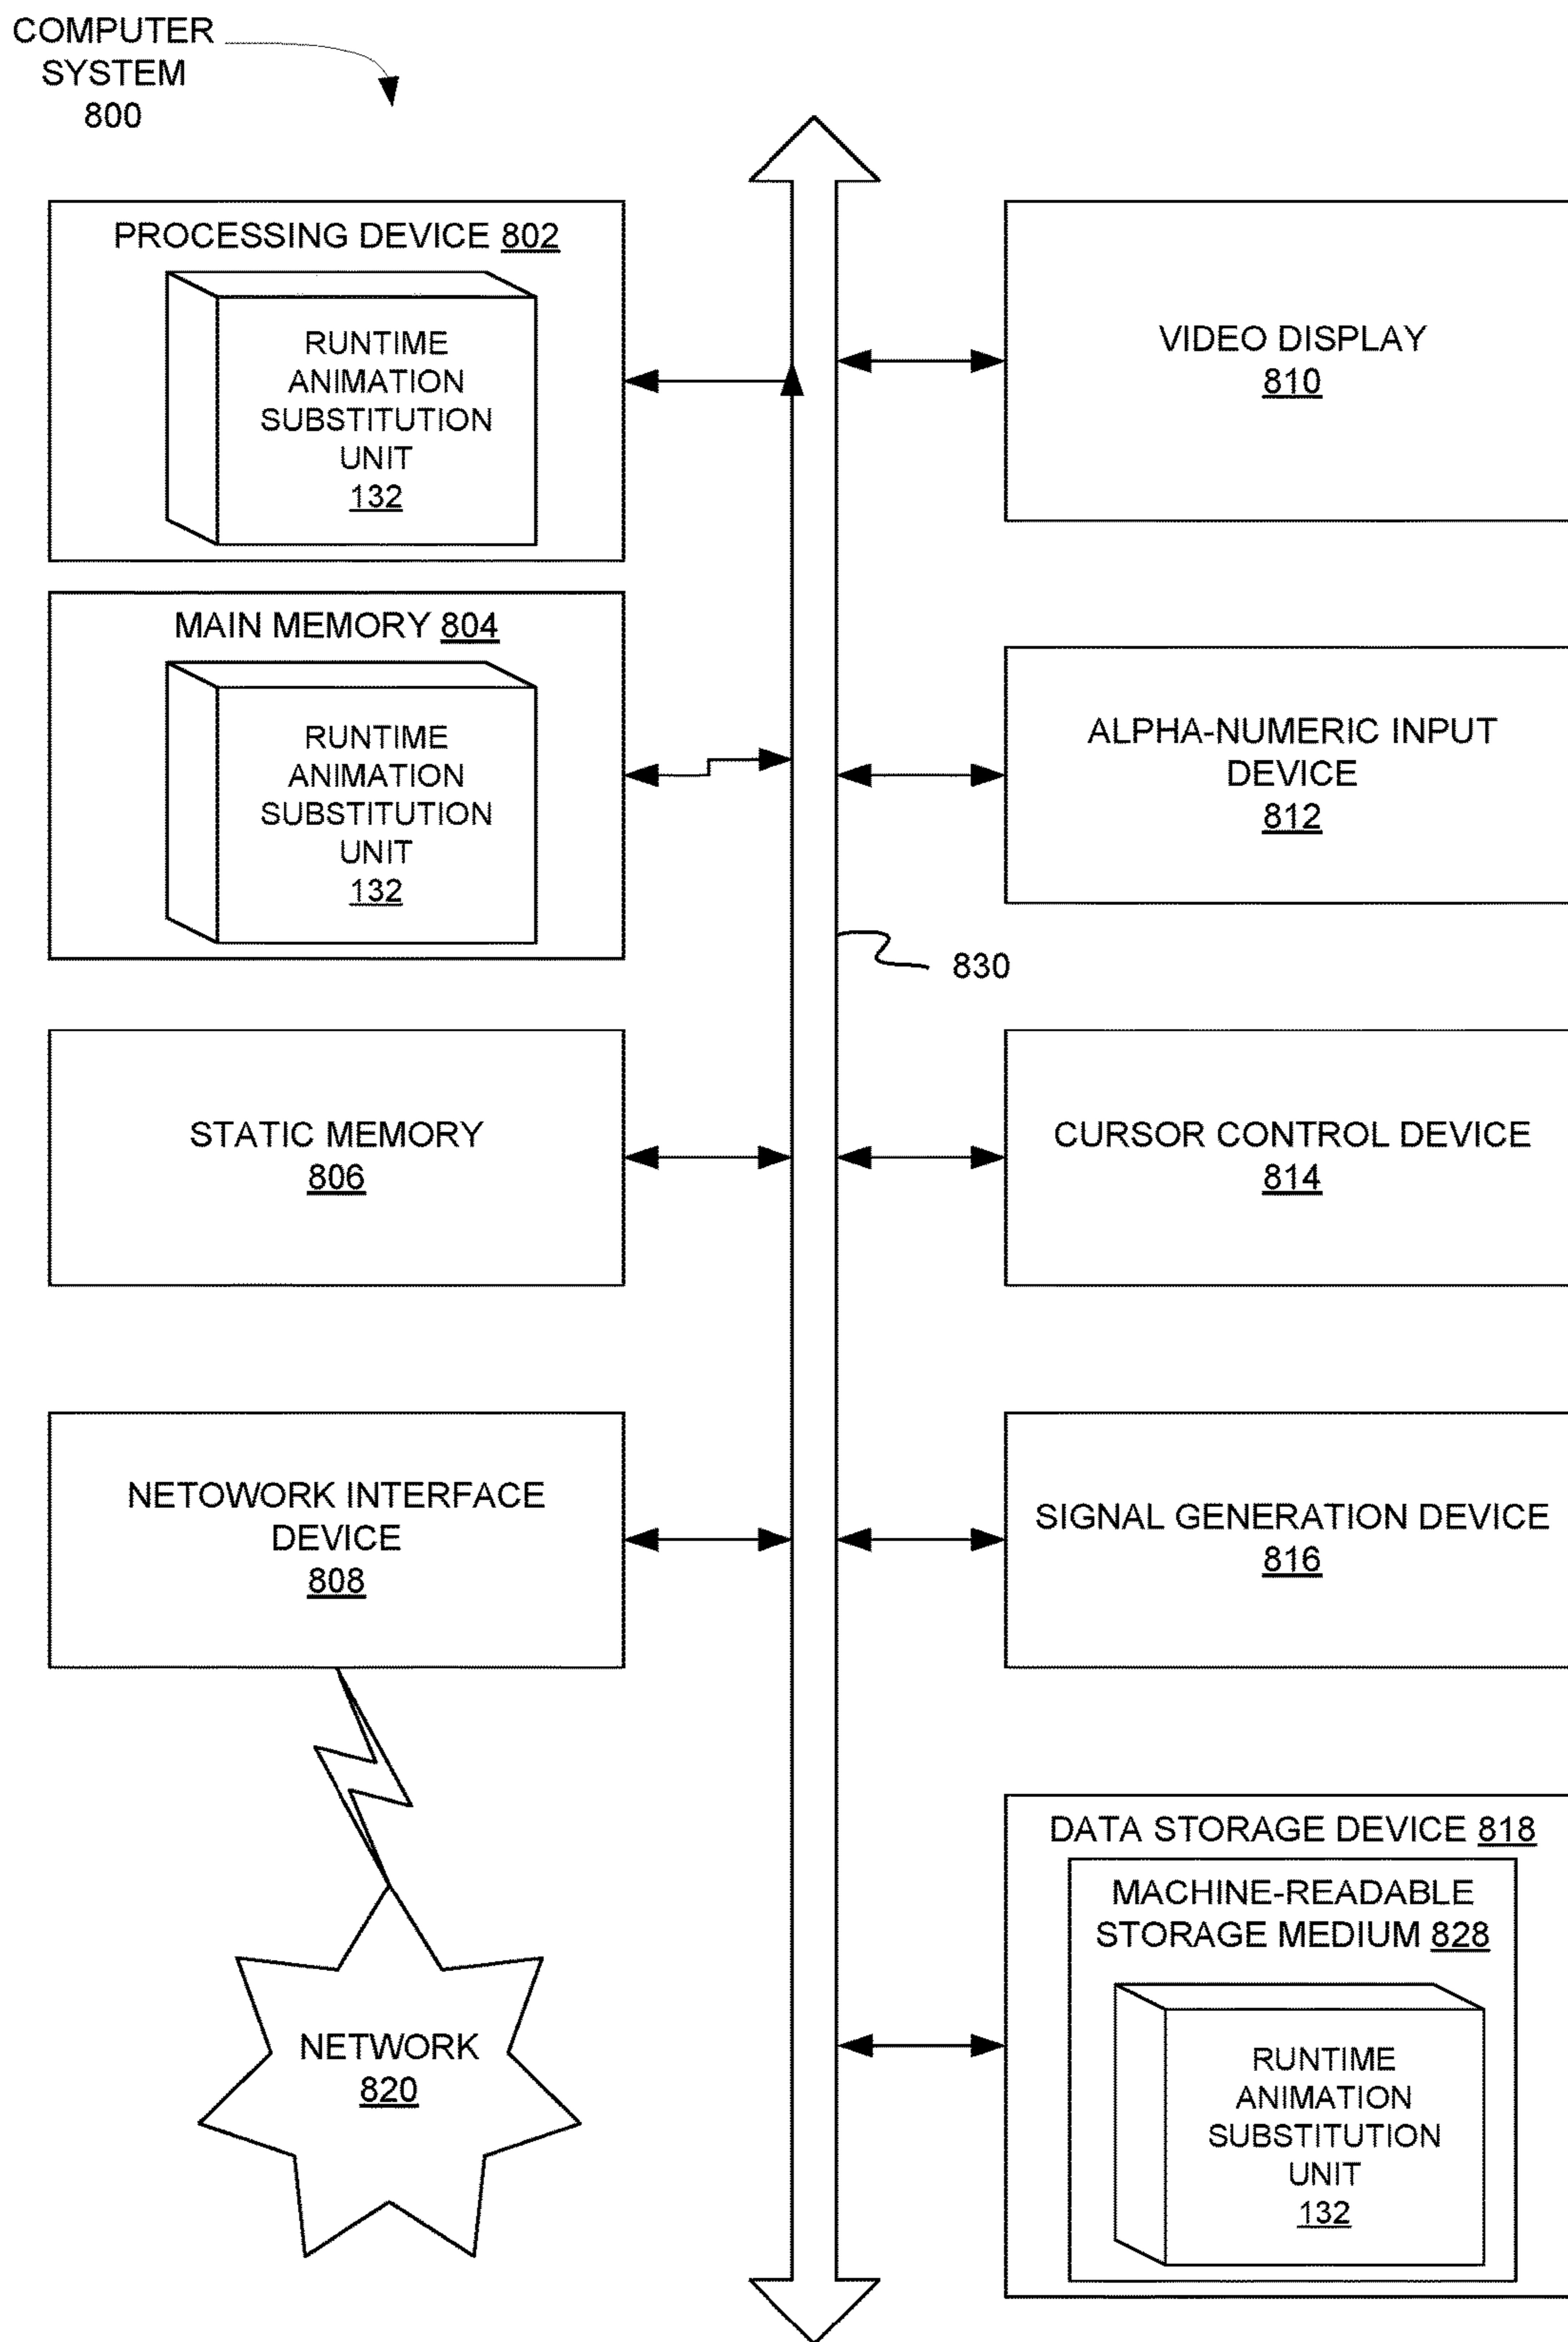 COMPUTER
SYSTEM
800
PROCESSING DEVICE 802
RUNTIME
ANIMATION
SUBSTITUTION
UNIT
132
MAIN MEMORY 804
RUNTIME
ANIMATION
SUBSTITUTION
UNIT
132
STATIC MEMORY
806
NETOWORK INTERFACE
DEVICE
808
NETWORK
820
VIDEO DISPLAY
810
ALPHA-NUMERIC INPUT
DEVICE
812
830
CURSOR CONTROL DEVICE
814
SIGNAL GENERATION DEVICE
816
DATA STORAGE DEVICE 818
MACHINE-READABLE
STORAGE MEDIUM 828
RUNTIME
ANIMATION
SUBSTITUTION
UNIT
132